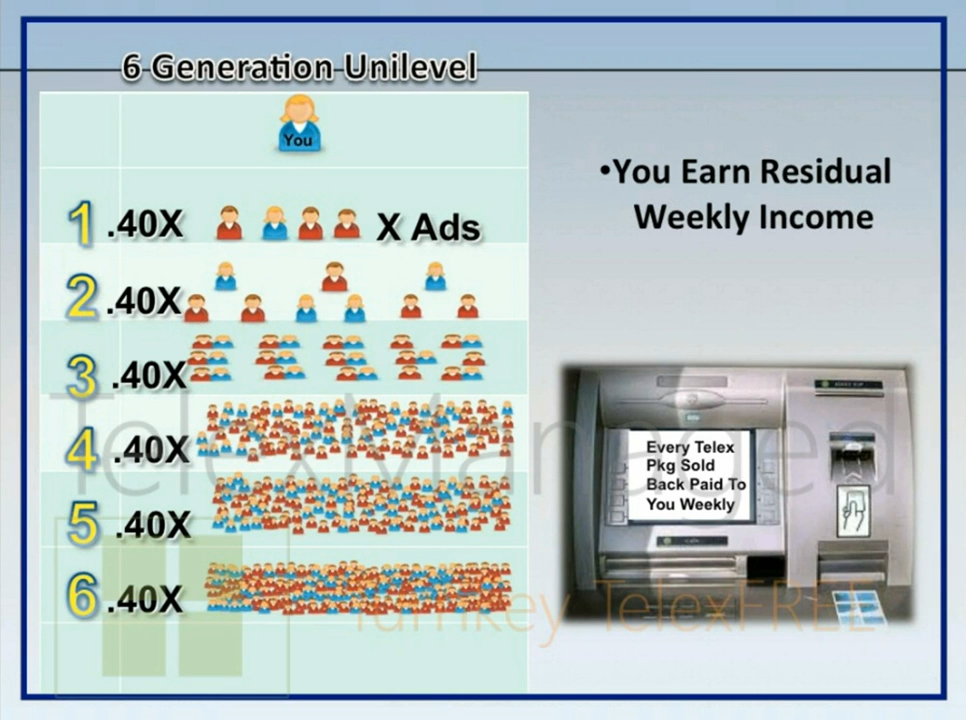 6 Generation Unilevel
You
1 .40X X Ads
2 .40X
3 .40X
4 .40X
5 .40X
6 .40X
•You Earn Residual
Weekly Income
Every Telex
Pkg Sold
Back Paid To
You Weekly
TelexManaged
Turnkey TelexFREE